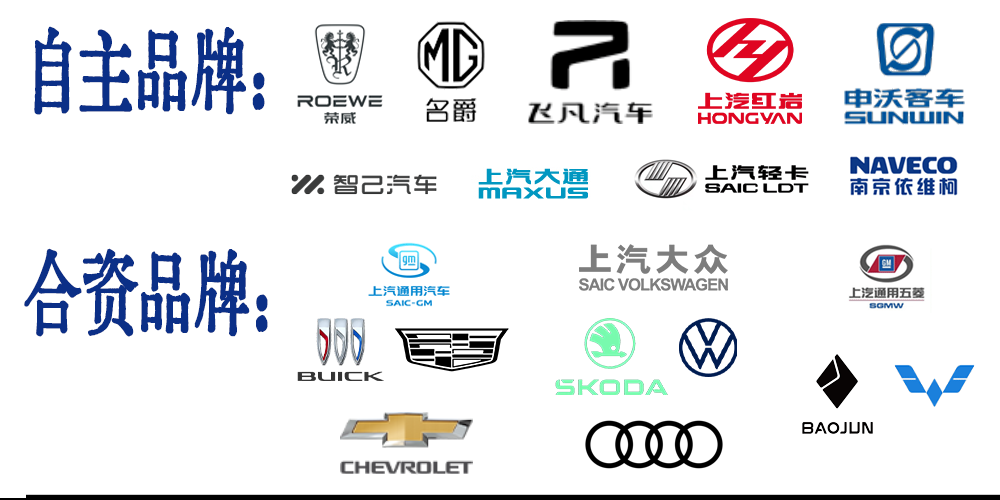 自主品牌：
R
ROEWE
荣威
MG
名爵
飞凡汽车
上汽红岩
HONGYAN
申沃客车
SUNWIN
智己汽车
上汽大通
MAXUS
上汽轻卡
SAIC LDT
NAVECO
南京依维柯
合资品牌：
gm
上汽通用汽车
SAIC-GM
上汽大众
SAIC VOLKSWAGEN
GM
上汽通用五菱
SGMW
BUICK
SKODA
BAOJUN
CHEVROLET